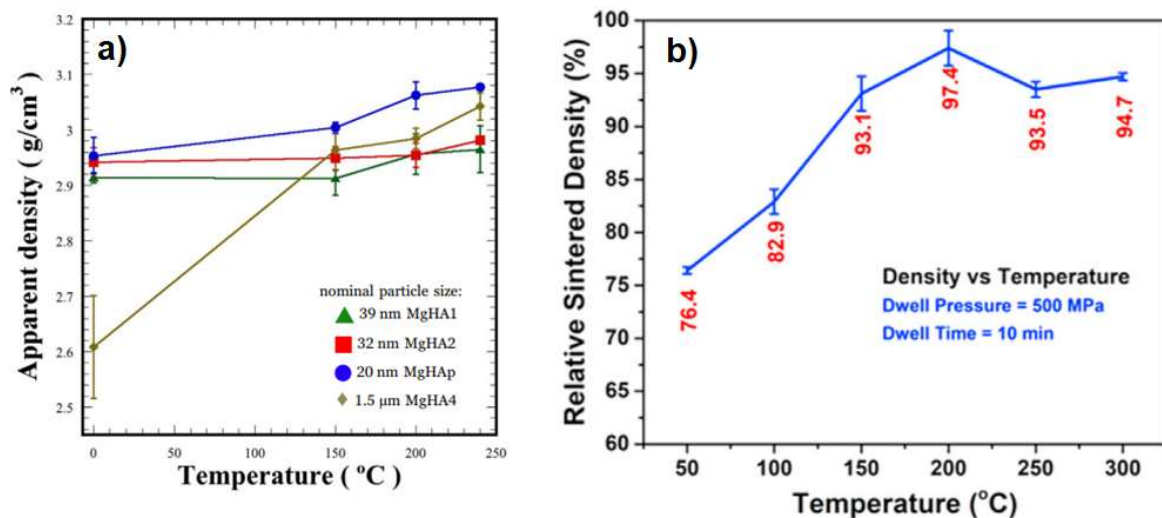 a)
Apparent density ( g/cm³ )
3.2
3.1
3
2.9
2.8
2.7
2.6
2.5
nominal particle size:
39 nm MgHA1
32 nm MgHA2
20 nm MgHAp
1.5 μm MgHA4
0 50 100 150 200 250
Temperature ( °C )
b)
Relative Sintered Density (%)
100
95
90
85
80
75
70
65
60
76.4
82.9
93.1
97.4
93.5
94.7
Density vs Temperature
Dwell Pressure = 500 MPa
Dwell Time = 10 min
50 100 150 200 250 300
Temperature (°C)